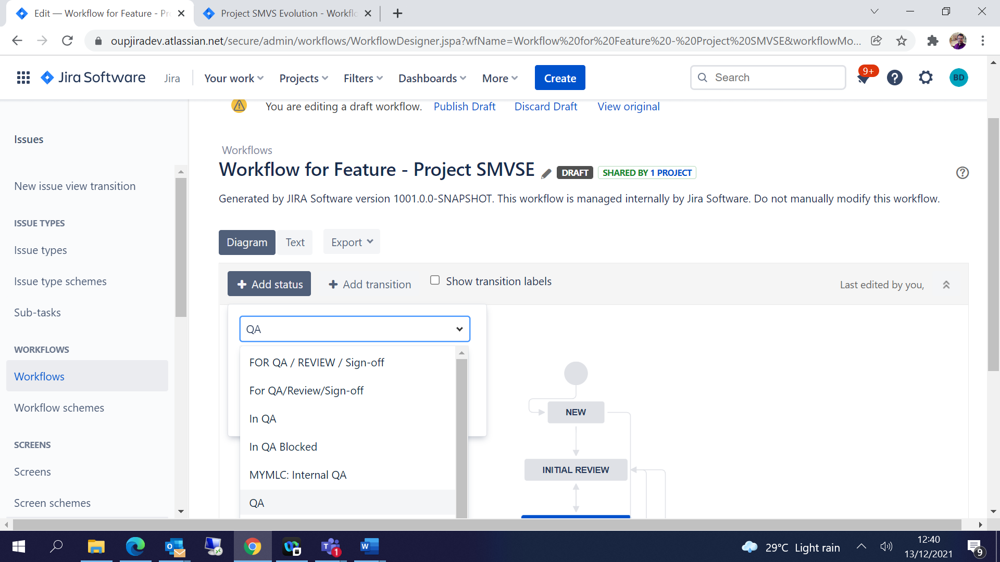 Edit — Workflow for Feature - Pr
Project SMVS Evolution - Workflo
oupjiradev.atlassian.net/secure/admin/workflows/WorkflowDesigner.jspa?wfName=Workflow%20for%20Feature%20-%20Project%20SMVSE&workflowMo...
Jira Software
Jira
Your work
Projects
Filters
Dashboards
More
Create
Search
9+
BD
You are editing a draft workflow. Publish Draft Discard Draft View original
Issues
New issue view transition
ISSUE TYPES
Issue types
Issue type schemes
Sub-tasks
WORKFLOWS
Workflows
Workflow schemes
SCREENS
Screens
Screen schemes
Workflows
Workflow for Feature - Project SMVSE DRAFT SHARED BY 1 PROJECT
Generated by JIRA Software version 1001.0.0-SNAPSHOT. This workflow is managed internally by Jira Software. Do not manually modify this workflow.
Diagram Text Export
Add status Add transition Show transition labels Last edited by you,
QA
FOR QA / REVIEW / Sign-off
For QA/Review/Sign-off
In QA
In QA Blocked
MYMLC: Internal QA
QA
NEW
INITIAL REVIEW
29°C Light rain
12:40
13/12/2021
1
9